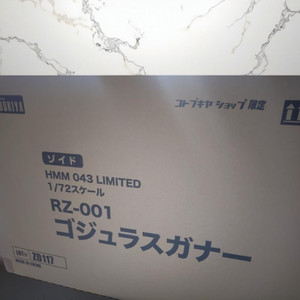 コトブキヤ ショップ 限定
ゾイド
HMM 043 LIMITED
1/72スケール
RZ-001
ゴジュラスガナー
ZD117